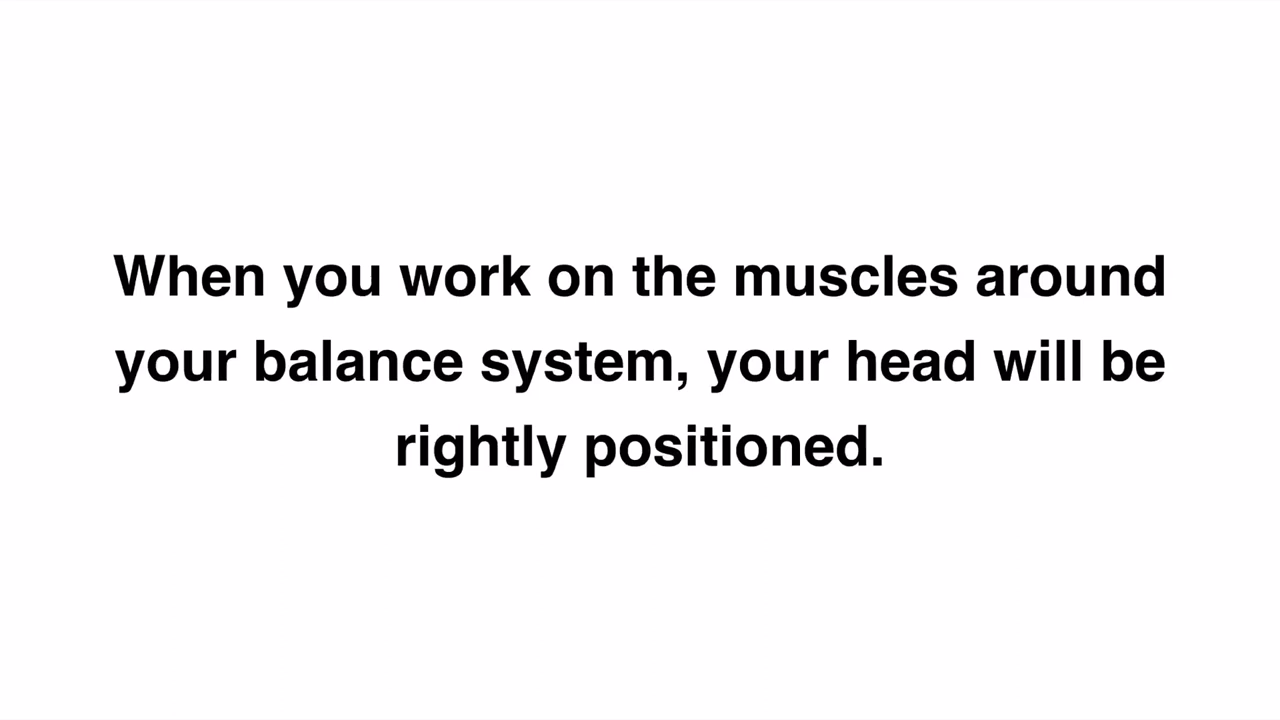 When you work on the muscles around
your balance system, your head will be
rightly positioned.